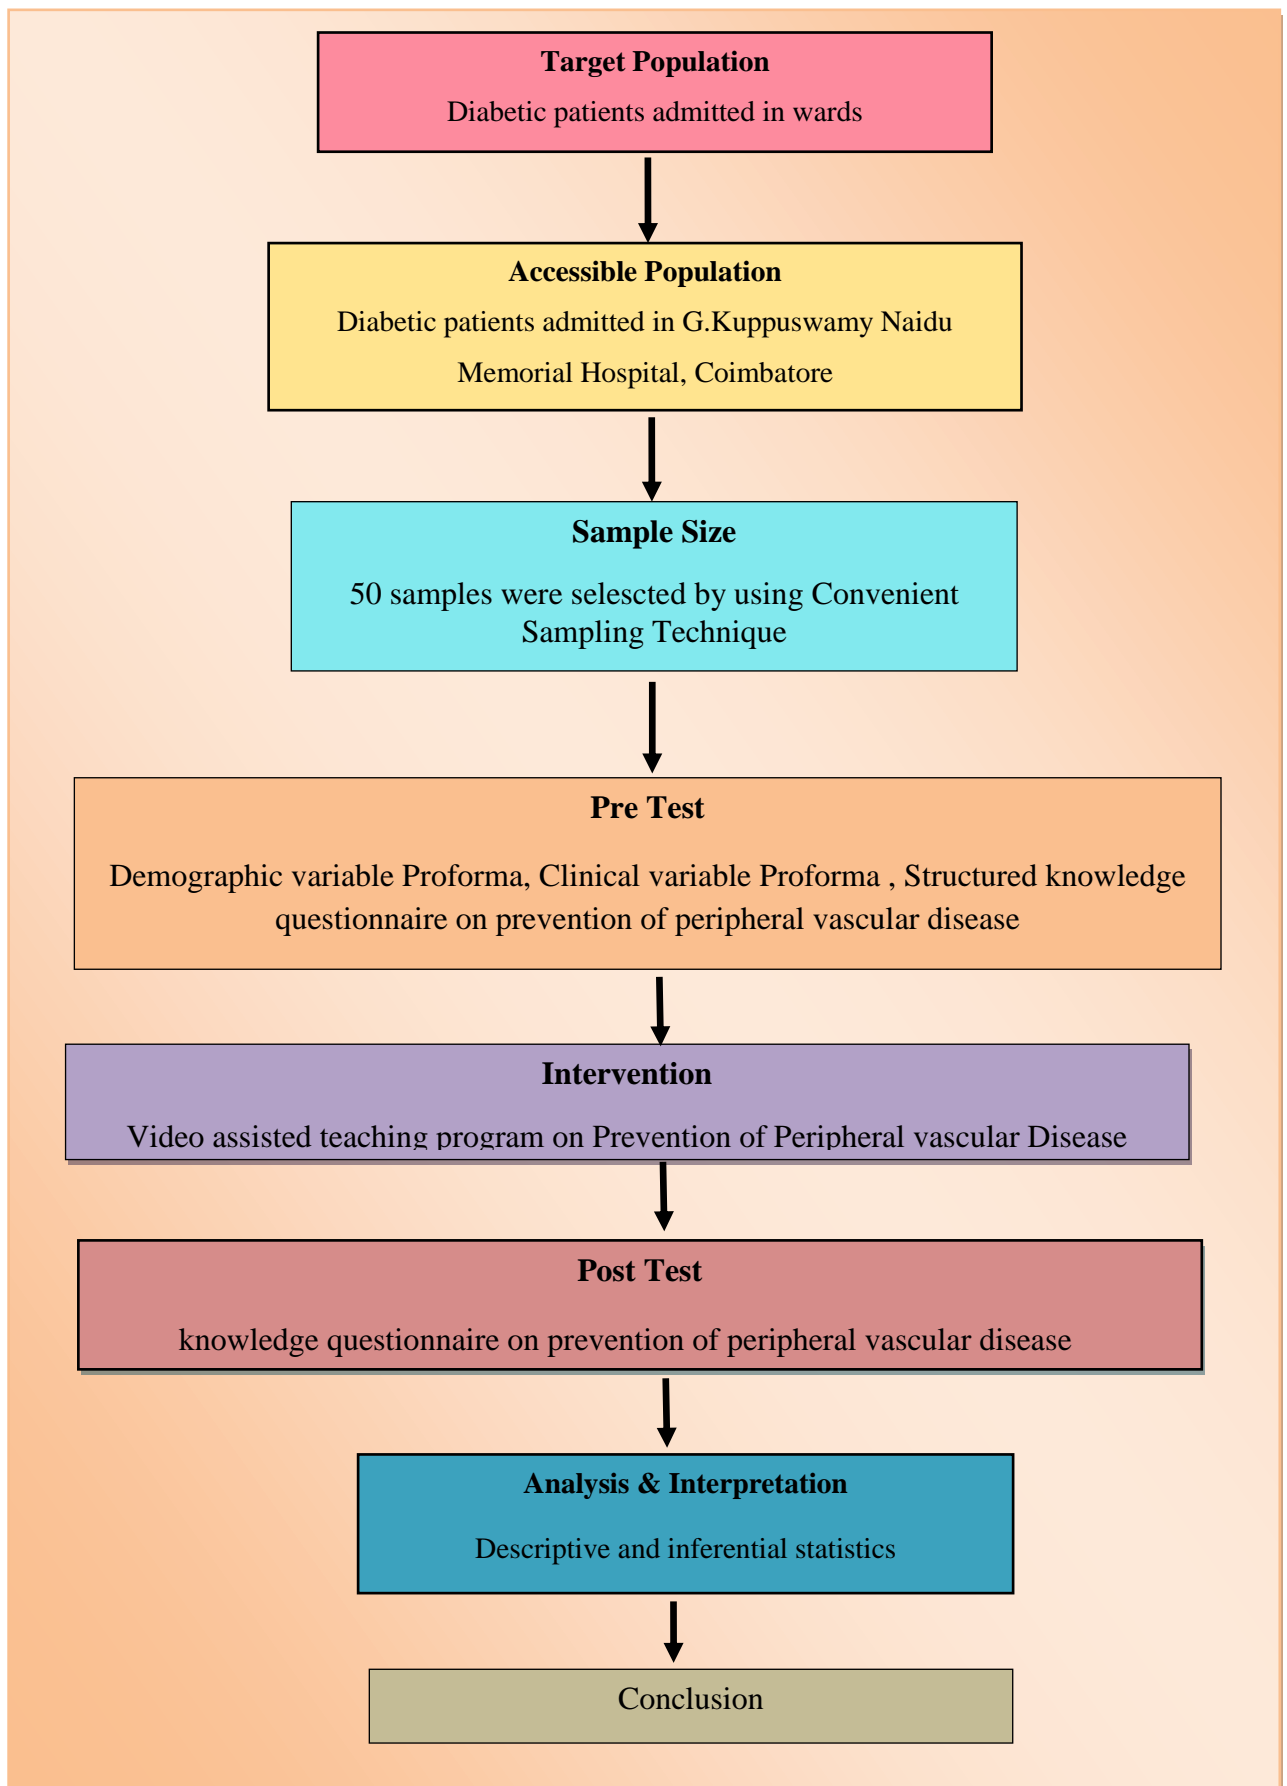 Target Population
Diabetic patients admitted in wards
Accessible Population
Diabetic patients admitted in G.Kuppuswamy Naidu
Memorial Hospital, Coimbatore
Sample Size
50 samples were selescted by using Convenient
Sampling Technique
Pre Test
Demographic variable Proforma, Clinical variable Proforma , Structured knowledge
questionnaire on prevention of peripheral vascular disease
Intervention
Video assisted teaching program on Prevention of Peripheral vascular Disease
Post Test
knowledge questionnaire on prevention of peripheral vascular disease
Analysis & Interpretation
Descriptive and inferential statistics
Conclusion